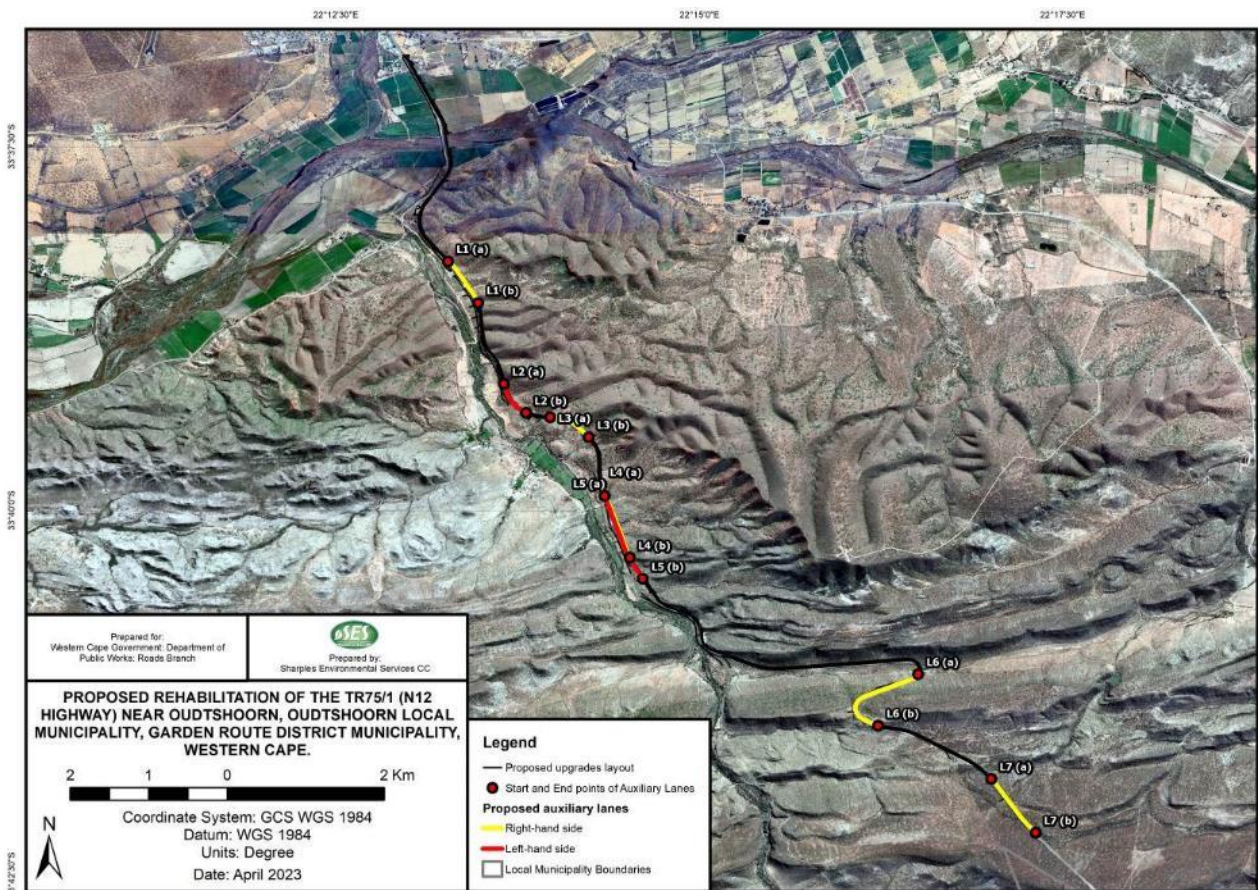 22°12'30"E
22°15'0"E
22°17'30"E
33°37'30"S
33°40'0"S
3°42'30"S
L1 (a)
L1 (b)
L2 (a)
L2 (b)
L3 (a)
L3 (b)
L4 (a)
L5 (a)
L4 (b)
L5 (b)
L6 (a)
L6 (b)
L7 (a)
L7 (b)
Prepared for:
Western Cape Government: Department of
Public Works: Roads Branch
SES
Prepared by:
Sharples Environmental Services CC
PROPOSED REHABILITATION OF THE TR75/1 (N12
HIGHWAY) NEAR OUDTSHOORN, OUDTSHOORN LOCAL
MUNICIPALITY, GARDEN ROUTE DISTRICT MUNICIPALITY,
WESTERN CAPE.
2 1 0 2 Km
Coordinate System: GCS WGS 1984
Datum: WGS 1984
Units: Degree
Date: April 2023
N
Legend
Proposed upgrades layout
Start and End points of Auxiliary Lanes
Proposed auxiliary lanes
Right-hand side
Left-hand side
Local Municipality Boundaries